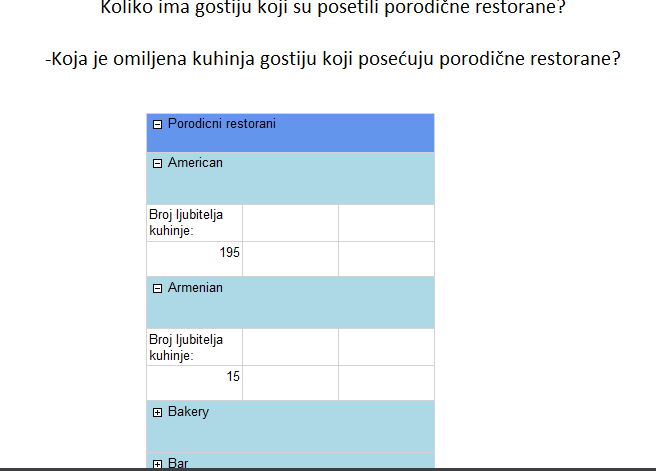 Koliko ima gostiju koji su posetili porodične restorane?
-Koja je omiljena kuhinja gostiju koji posećuju porodične restorane?
Porodicni restorani
American
Broj ljubitelja
kuhinje:
195
Armenian
Broj ljubitelja
kuhinje:
15
Bakery
Bar